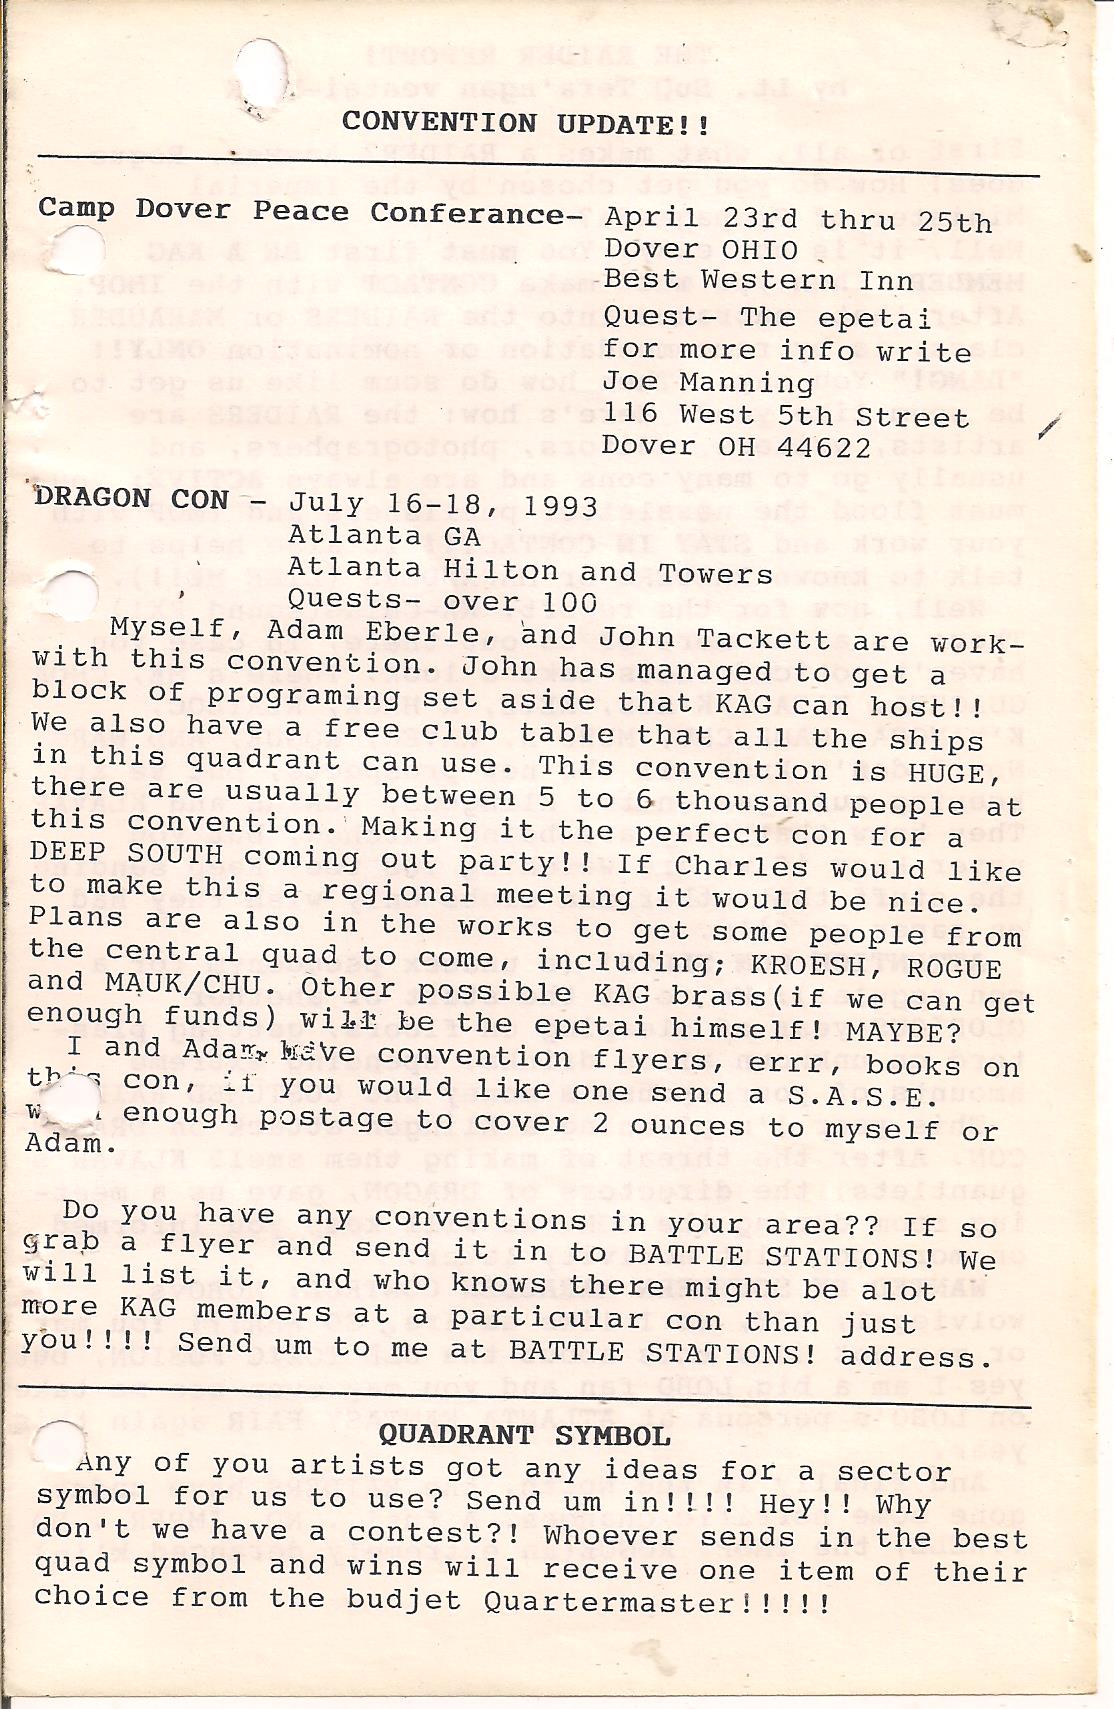 CONVENTION UPDATE!!
Camp Dover Peace Conferance- April 23rd thru 25th
Dover OHIO
Best Western Inn
Quest- The epetai
for more info write
Joe Manning
116 West 5th Street
Dover OH 44622
DRAGON CON - July 16-18, 1993
Atlanta GA
Atlanta Hilton and Towers
Quests- over 100
Myself, Adam Eberle, and John Tackett are work-
with this convention. John has managed to get a
block of programing set aside that KAG can host!!
We also have a free club table that all the ships
in this quadrant can use. This convention is HUGE,
there are usually between 5 to 6 thousand people at
this convention. Making it the perfect con for a
DEEP SOUTH coming out party!! If Charles would like
to make this a regional meeting it would be nice.
Plans are also in the works to get some people from
the central quad to come, including; KROESH, ROGUE
and MAUK/CHU. Other possible KAG brass(if we can get
enough funds) will be the epetai himself! MAYBE?
I and Adam have convention flyers, errr, books on
this con, if you would like one send a S.A.S.E.
enough postage to cover 2 ounces to myself or
Adam.
Do you have any conventions in your area?? If so
grab a flyer and send it in to BATTLE STATIONS! We
will list it, and who knows there might be alot
more KAG members at a particular con than just
you!!!! Send um to me at BATTLE STATIONS! address.
QUADRANT SYMBOL
Any of you artists got any ideas for a sector
symbol for us to use? Send um in!!!! Hey!! Why
don't we have a contest?! Whoever sends in the best
quad symbol and wins will receive one item of their
choice from the budjet Quartermaster!!!!!